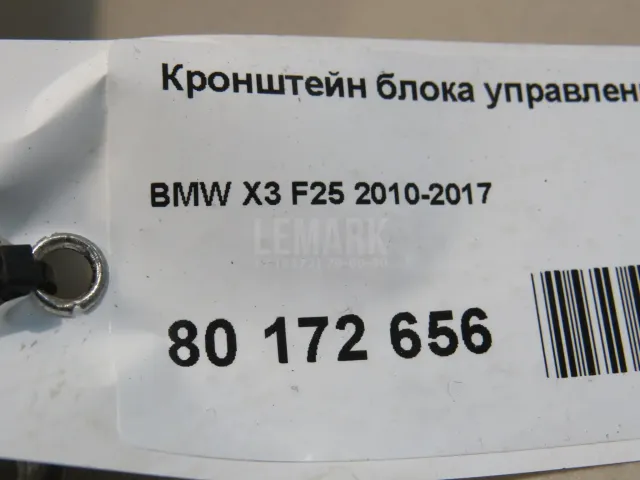 Кронштейн блока управлен
BMW X3 F25 2010-2017
LEMARK
80 172 656